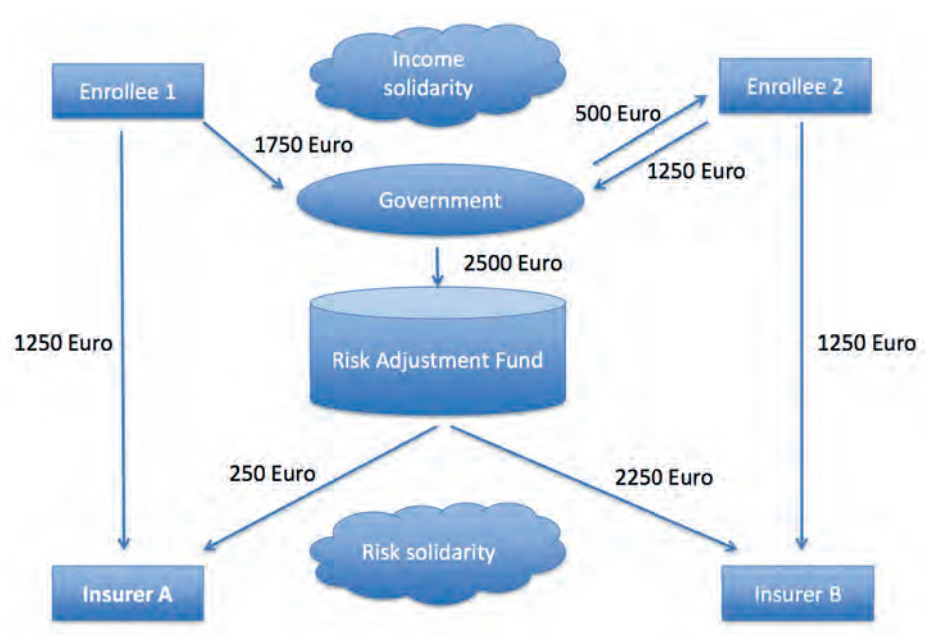 Income
solidarity
Enrollee 1
Enrollee 2
500 Euro
1750 Euro
1250 Euro
Government
2500 Euro
1250 Euro
Risk Adjustment Fund
1250 Euro
250 Euro
2250 Euro
Risk solidarity
Insurer A
Insurer B